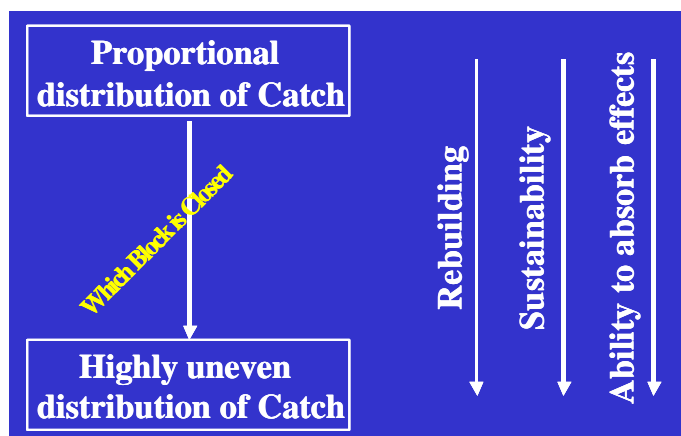 Proportional
distribution of Catch
Which Block is Closed
Highly uneven
distribution of Catch
Rebuilding
Sustainability
Ability to absorb effects